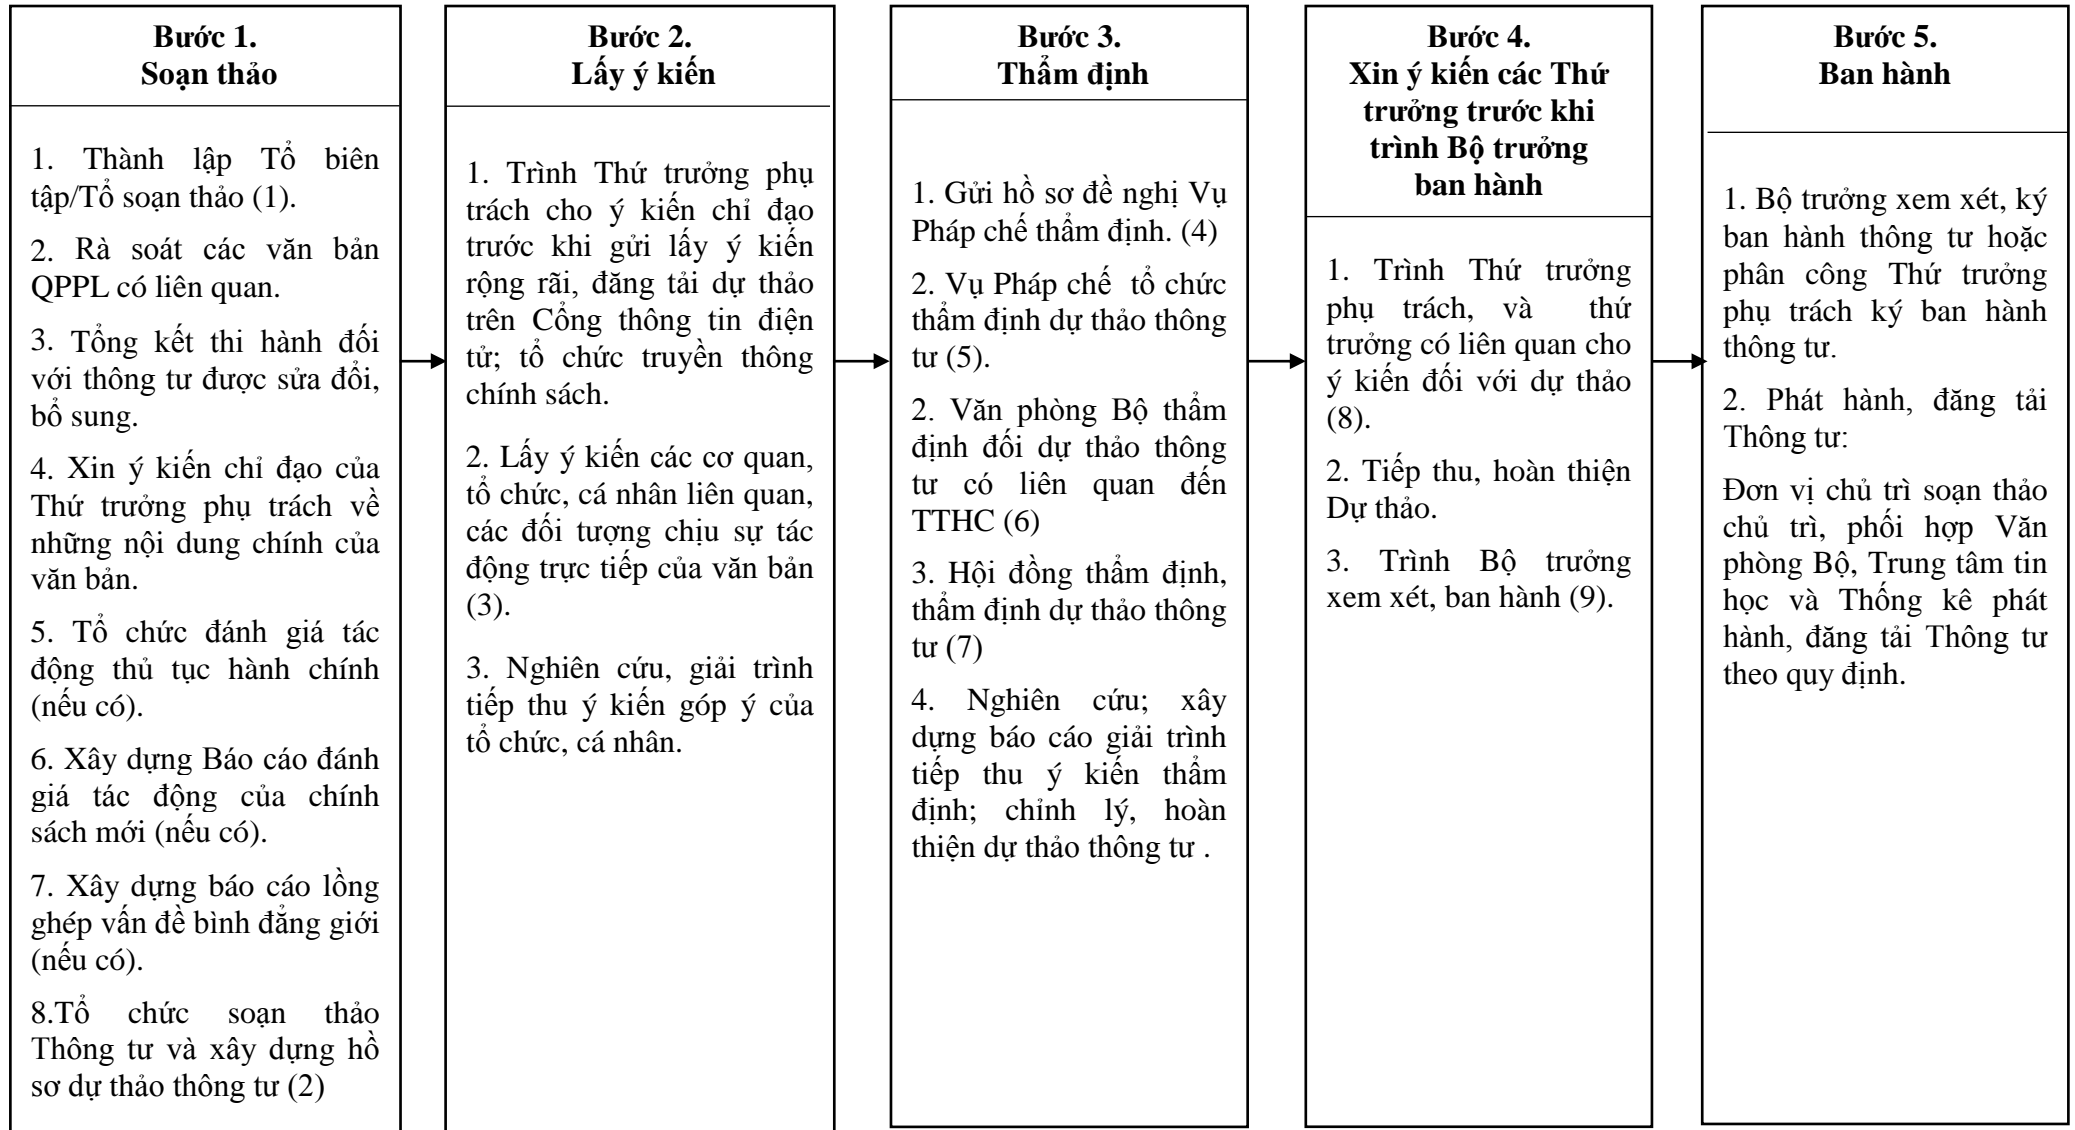 Bước 1.
Soạn thảo
1. Thành lập Tổ biên
tập/Tổ soạn thảo (1).
2. Rà soát các văn bản
QPPL có liên quan.
3. Tổng kết thi hành đối
với thông tư được sửa đổi,
bổ sung.
4. Xin ý kiến chỉ đạo của
Thứ trưởng phụ trách về
những nội dung chính của
văn bản.
5. Tổ chức đánh giá tác
động thủ tục hành chính
(nếu có).
6. Xây dựng Báo cáo đánh
giá tác động của chính
sách mới (nếu có).
7. Xây dựng báo cáo lồng
ghép vấn đề bình đẳng giới
(nếu có).
8.Tổ chức soạn thảo
Thông tư và xây dựng hồ
sơ dự thảo thông tư (2)
Bước 2.
Lấy ý kiến
1. Trình Thứ trưởng phụ
trách cho ý kiến chỉ đạo
trước khi gửi lấy ý kiến
rộng rãi, đăng tải dự thảo
trên Cổng thông tin điện
tử; tổ chức truyền thông
chính sách.
2. Lấy ý kiến các cơ quan,
tổ chức, cá nhân liên quan,
các đối tượng chịu sự tác
động trực tiếp của văn bản
(3).
3. Nghiên cứu, giải trình
tiếp thu ý kiến góp ý của
tổ chức, cá nhân.
Bước 3.
Thẩm định
1. Gửi hồ sơ đề nghị Vụ
Pháp chế thẩm định. (4)
2. Vụ Pháp chế tổ chức
thẩm định dự thảo thông
tư (5).
2. Văn phòng Bộ thẩm
định đối dự thảo thông
tư có liên quan đến
TTHC (6)
3. Hội đồng thẩm định,
thẩm định dự thảo thông
tư (7)
4. Nghiên cứu; xây
dựng báo cáo giải trình
tiếp thu ý kiến thẩm
định; chỉnh lý, hoàn
thiện dự thảo thông tư .
Bước 4.
Xin ý kiến các Thứ
trưởng trước khi
trình Bộ trưởng
ban hành
1. Trình Thứ trưởng
phụ trách, và thứ
trưởng có liên quan cho
ý kiến đối với dự thảo
(8).
2. Tiếp thu, hoàn thiện
Dự thảo.
3. Trình Bộ trưởng
xem xét, ban hành (9).
Bước 5.
Ban hành
1. Bộ trưởng xem xét, ký
ban hành thông tư hoặc
phân công Thứ trưởng
phụ trách ký ban hành
thông tư.
2. Phát hành, đăng tải
Thông tư:
Đơn vị chủ trì soạn thảo
chủ trì, phối hợp Văn
phòng Bộ, Trung tâm tin
học và Thống kê phát
hành, đăng tải Thông tư
theo quy định.